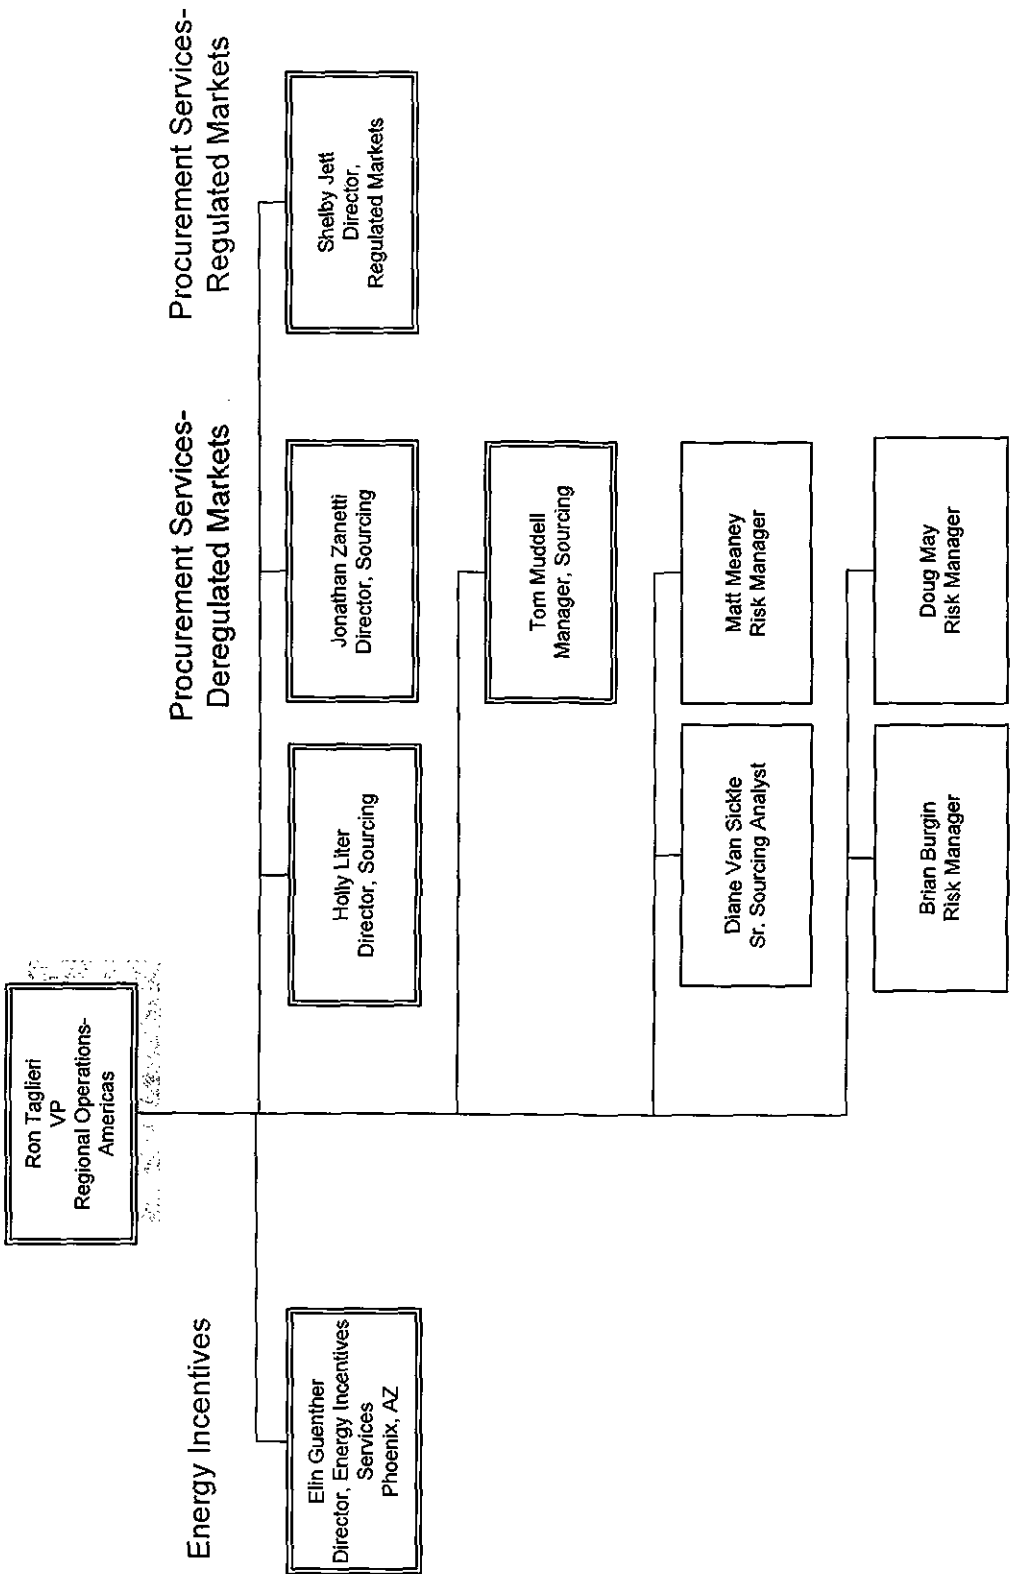 Ron Taglieri
VP
Regional Operations-
Americas
Energy Incentives
Procurement Services-
Deregulated Markets
Procurement Services-
Regulated Markets
Elin Guenther
Director, Energy Incentives
Services
Phoenix, AZ
Holly Liter
Director, Sourcing
Jonathan Zanetti
Director, Sourcing
Shelby Jett
Director,
Regulated Markets
Tom Muddell
Manager, Sourcing
Diane Van Sickle
Sr. Sourcing Analyst
Matt Meaney
Risk Manager
Brian Burgin
Risk Manager
Doug May
Risk Manager